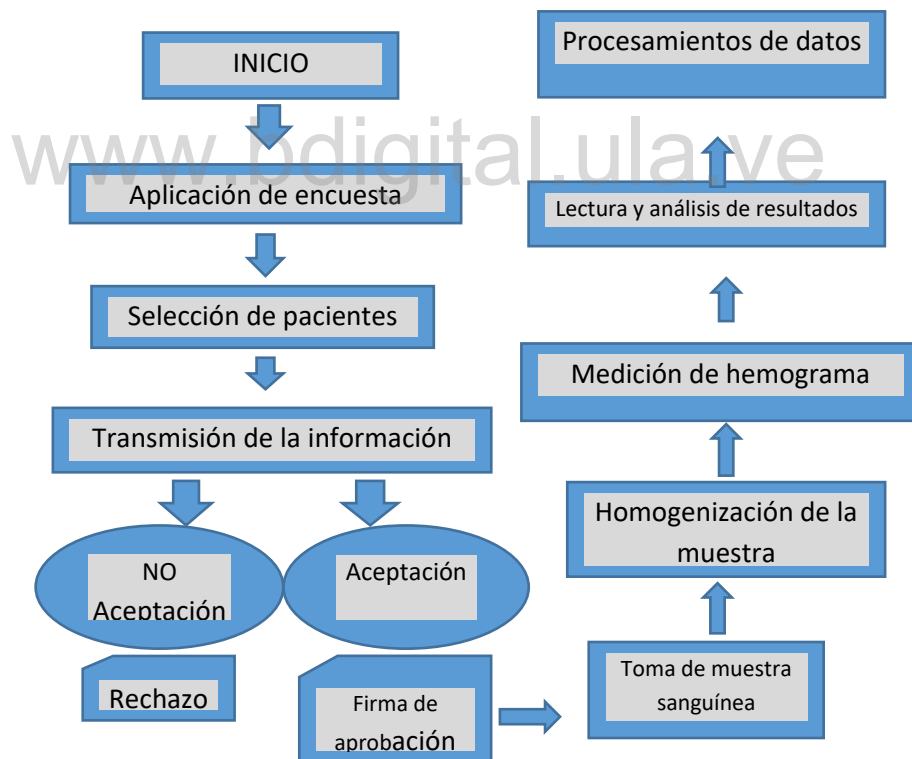 INICIO
Aplicación de encuesta
Selección de pacientes
Transmisión de la información
NO
Aceptación
Aceptación
Rechazo
Firma de
aprobación
Toma de muestra
sanguínea
Homogenización de la
muestra
Medición de hemograma
Lectura y análisis de resultados
Procesamientos de datos
www.bdigital.ula.ve